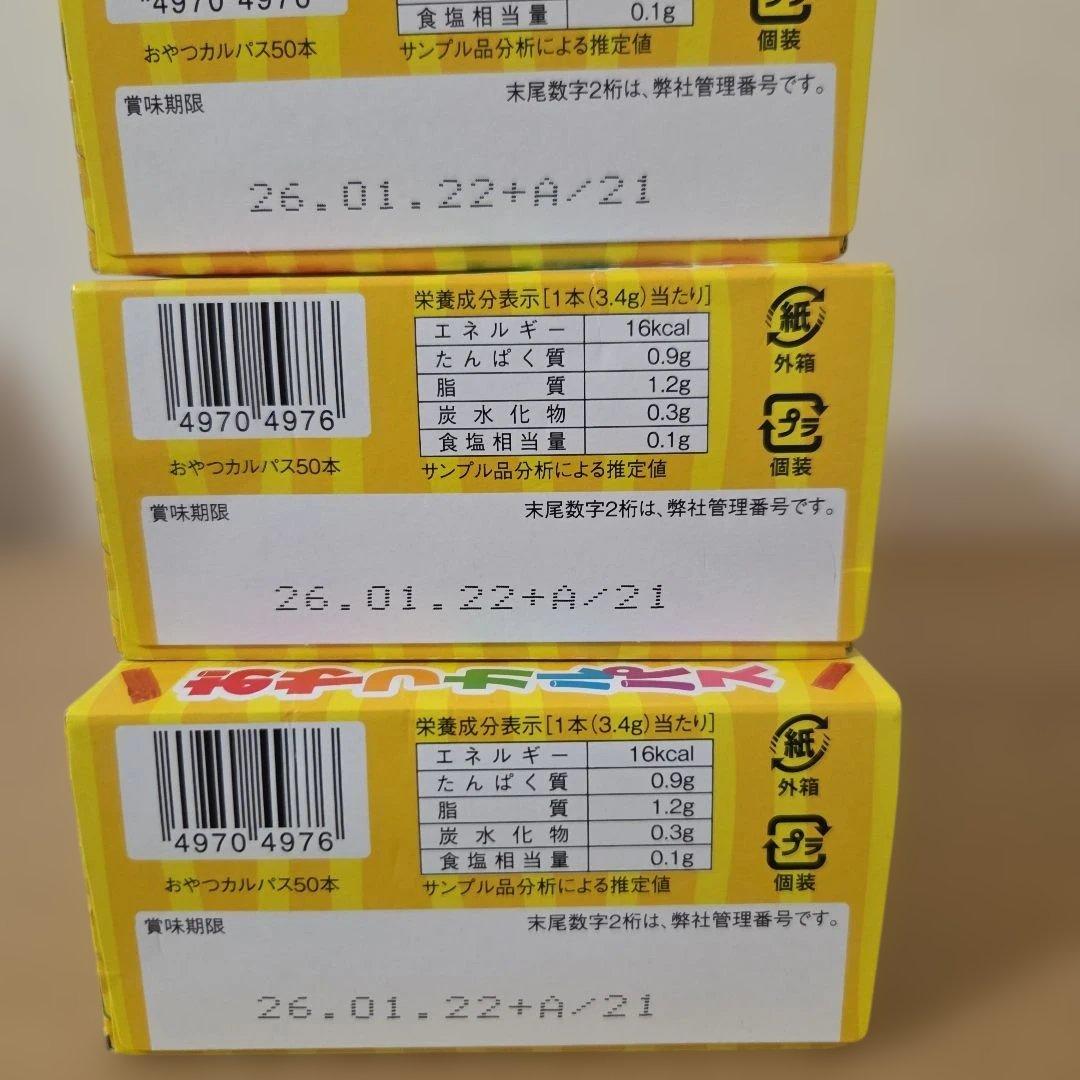 4970 4976
食塩相当量 0.1g
おやつカルパス50本
サンプル品分析による推定値
個装
賞味期限
末尾数字2桁は、弊社管理番号です。
26.01.22+A/21
栄養成分表示[1本(3.4g)当たり]
エネルギー 16kcal
たんぱく質 0.9g
脂質 1.2g
炭水化物 0.3g
食塩相当量 0.1g
サンプル品分析による推定値
4970 4976
おやつカルパス50本
紙
外箱
プラ
個装
賞味期限
末尾数字2桁は、弊社管理番号です。
26.01.22+A/21
おやつカルパス
栄養成分表示[1本(3.4g)当たり]
エネルギー 16kcal
たんぱく質 0.9g
脂質 1.2g
炭水化物 0.3g
食塩相当量 0.1g
サンプル品分析による推定値
4970 4976
おやつカルパス50本
紙
外箱
プラ
個装
賞味期限
末尾数字2桁は、弊社管理番号です。
26.01.22+A/21